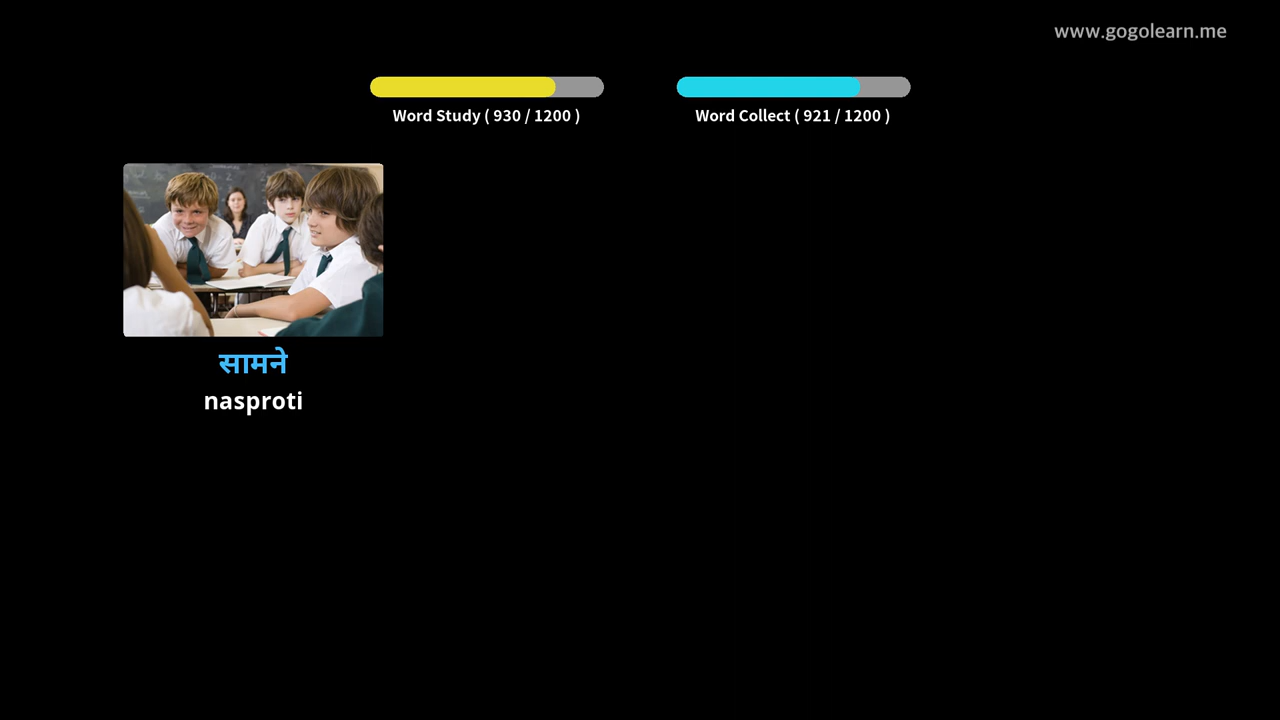 www.gogolearn.me
Word Study ( 930 / 1200 )
Word Collect ( 921 / 1200 )
सामने
nasproti